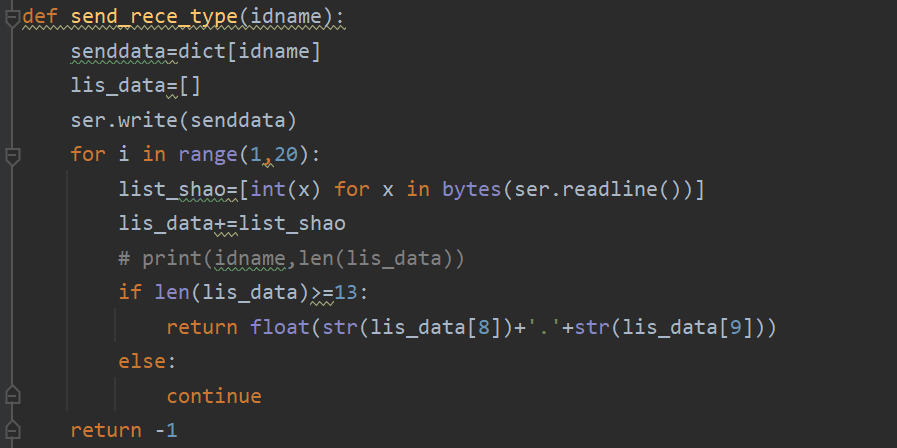 def send_rece_type(idname):
    senddata=dict[idname]
    lis_data=[]
    ser.write(senddata)
    for i in range(1,20):
        list_shao=[int(x) for x in bytes(ser.readline())]
        lis_data+=list_shao
        # print(idname,len(lis_data))
        if len(lis_data)>=13:
            return float(str(lis_data[8])+'.'+str(lis_data[9]))
        else:
            continue
    return -1